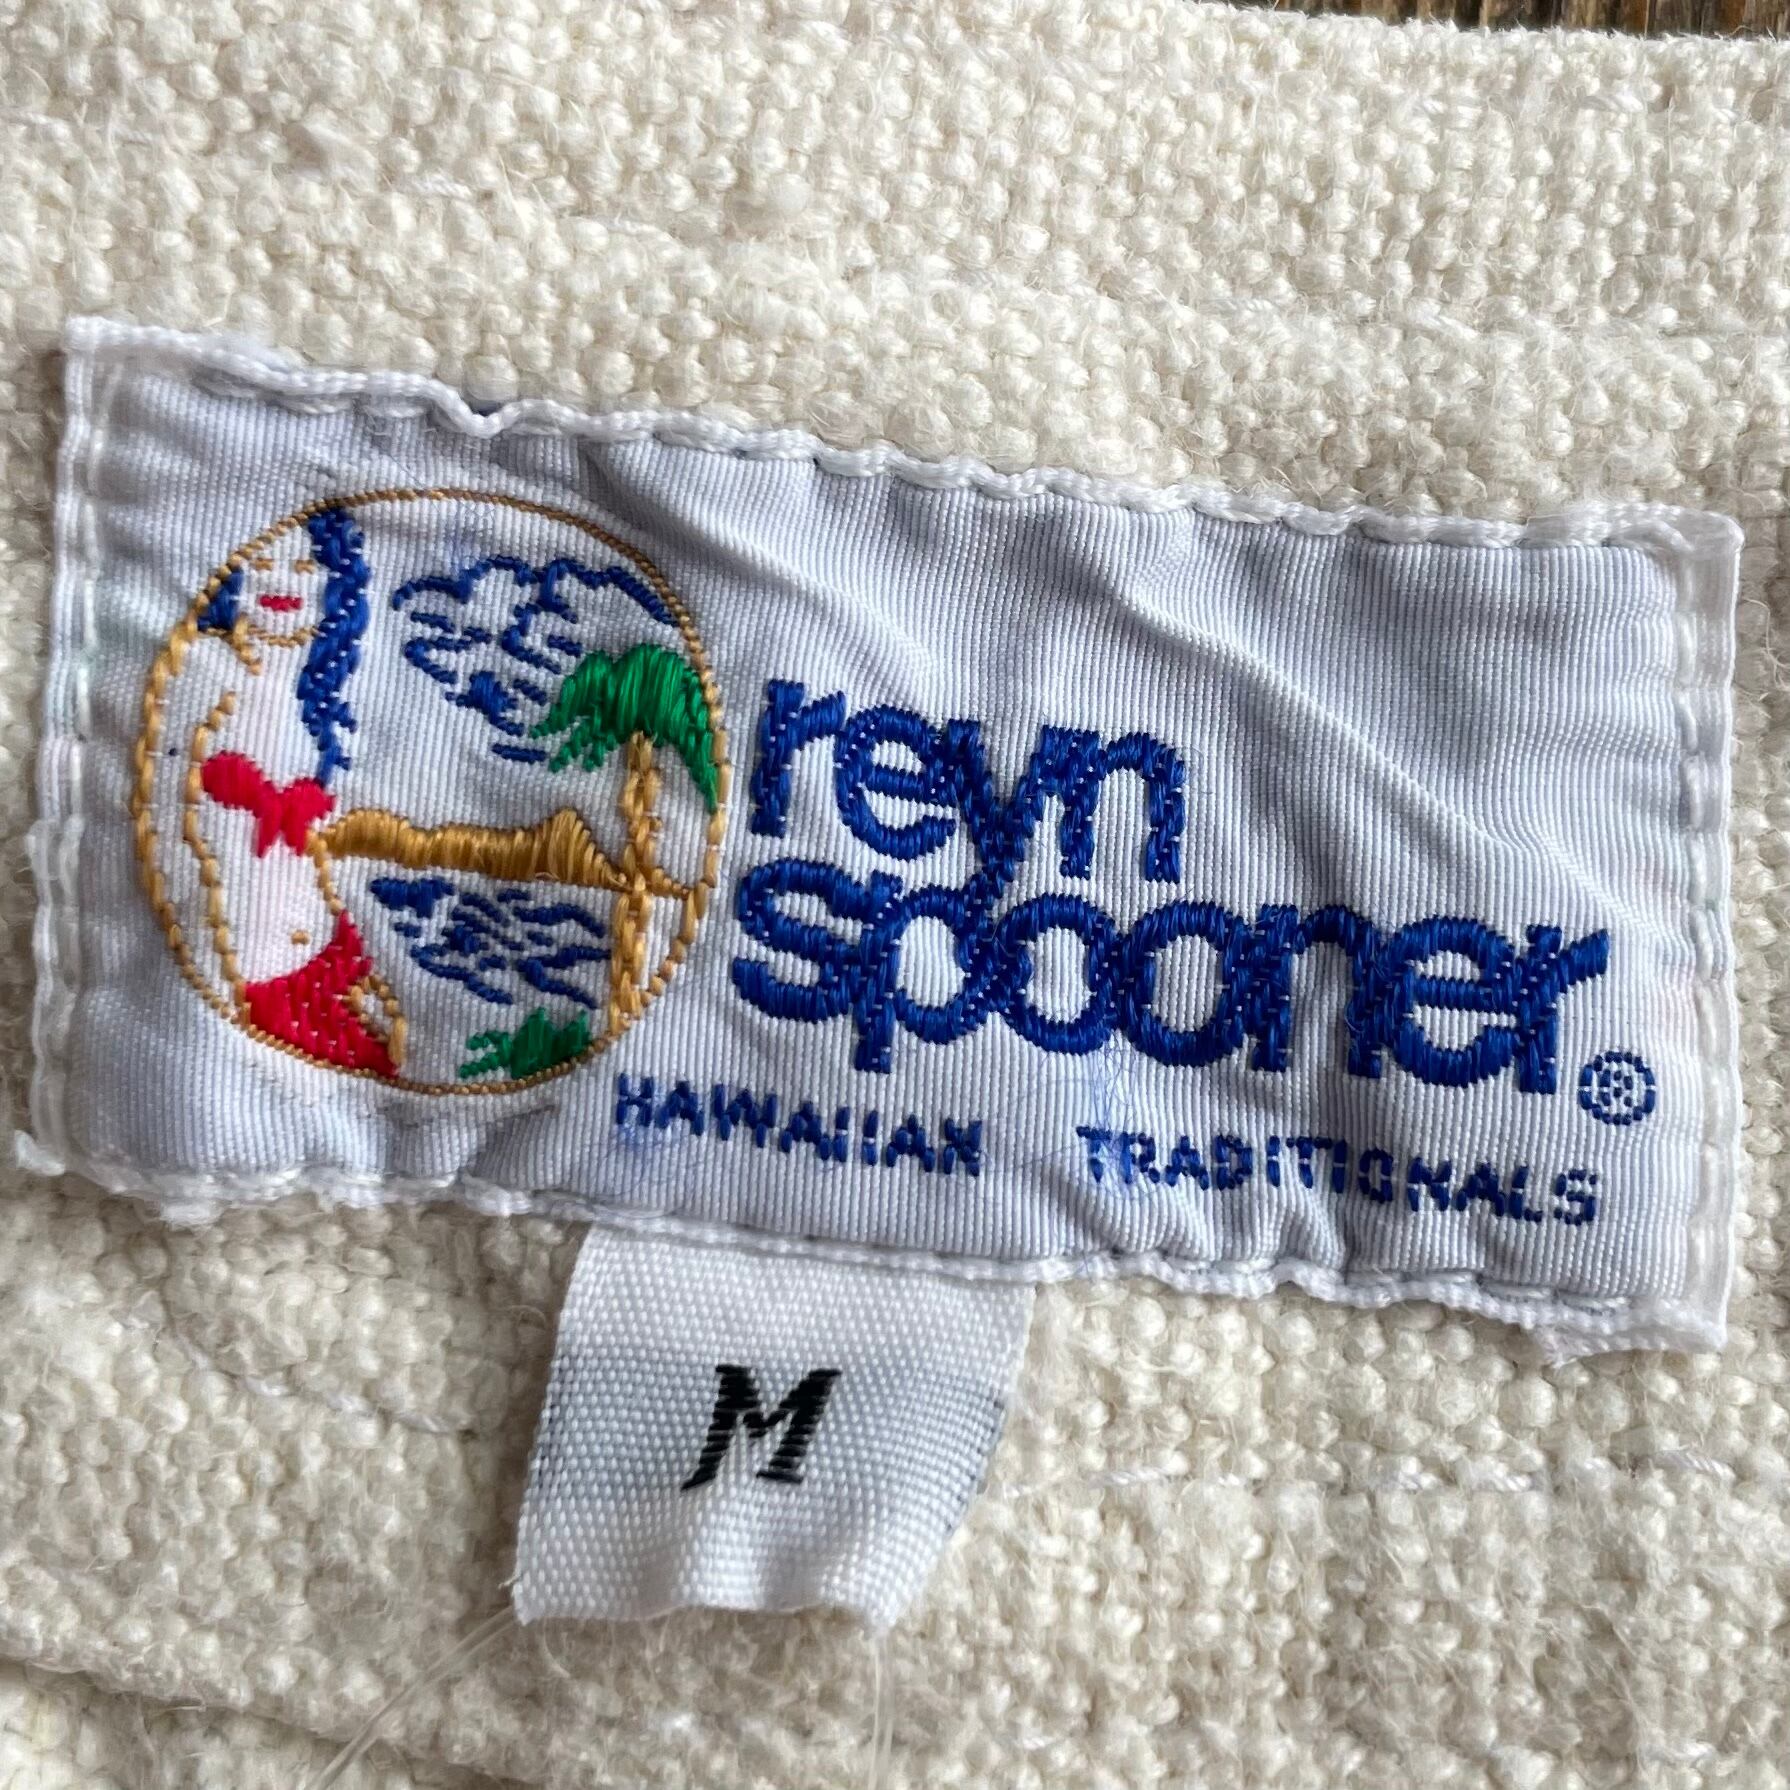 reyn
spooner®
HAWAIIAN TRADITIONALS
M